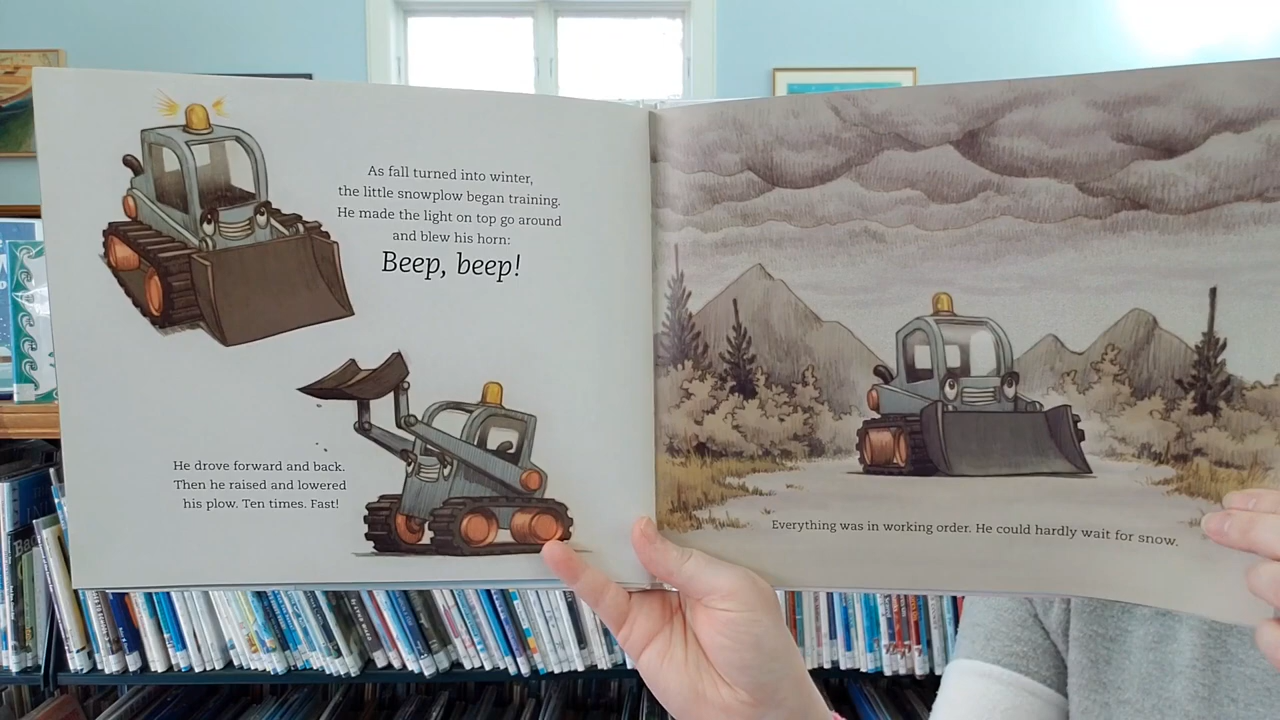 As fall turned into winter,
the little snowplow began training.
He made the light on top go around
and blew his horn:
Beep, beep!
He drove forward and back.
Then he raised and lowered
his plow. Ten times. Fast!
Everything was in working order. He could hardly wait for snow.